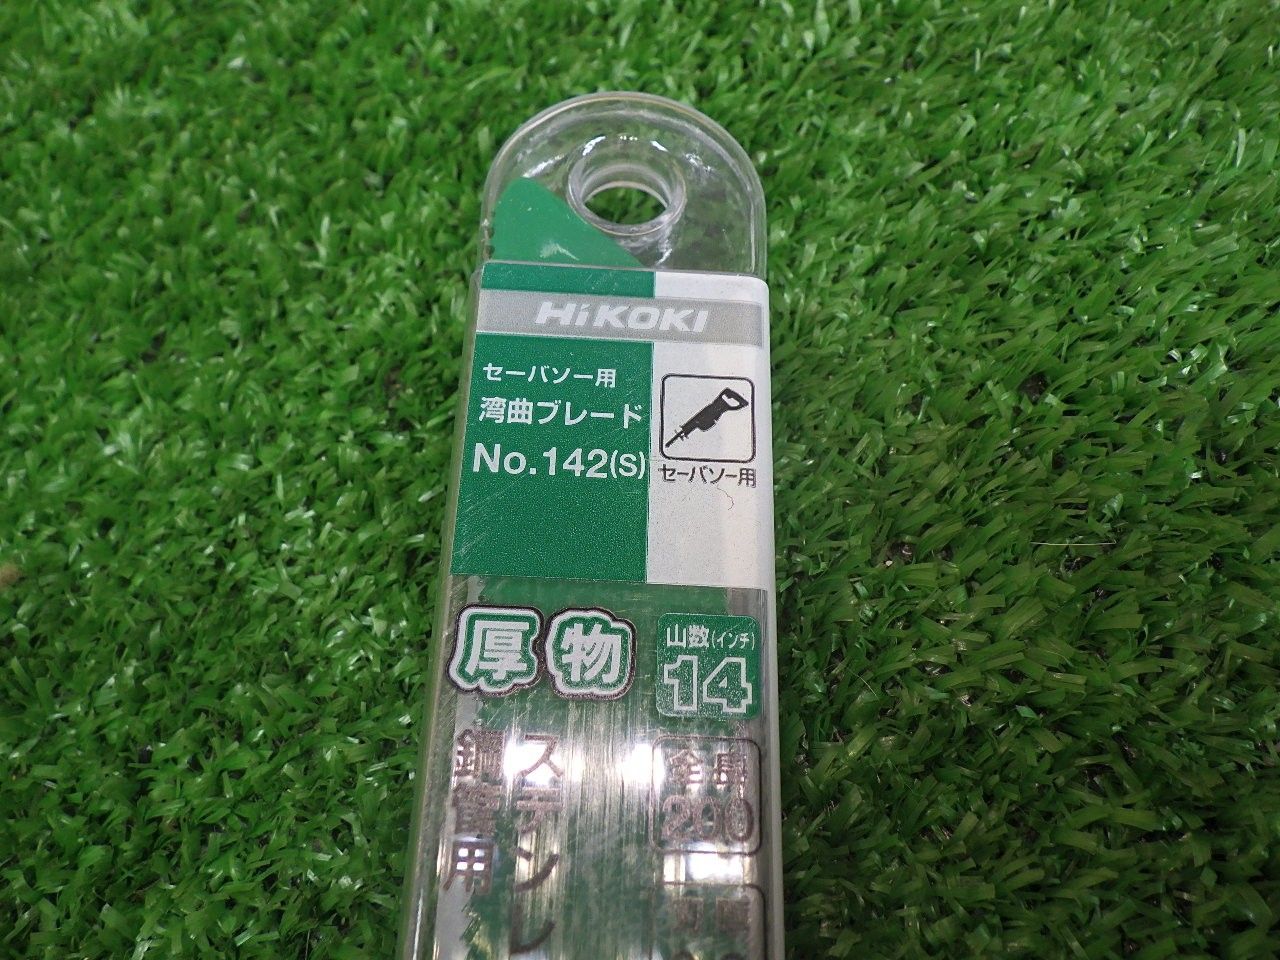 HiKOKI
セーバソー用
湾曲ブレード
No.142(S)
セーバソー用
厚物
山数(インチ)
14
全長
200
ステンレ
鋼管用